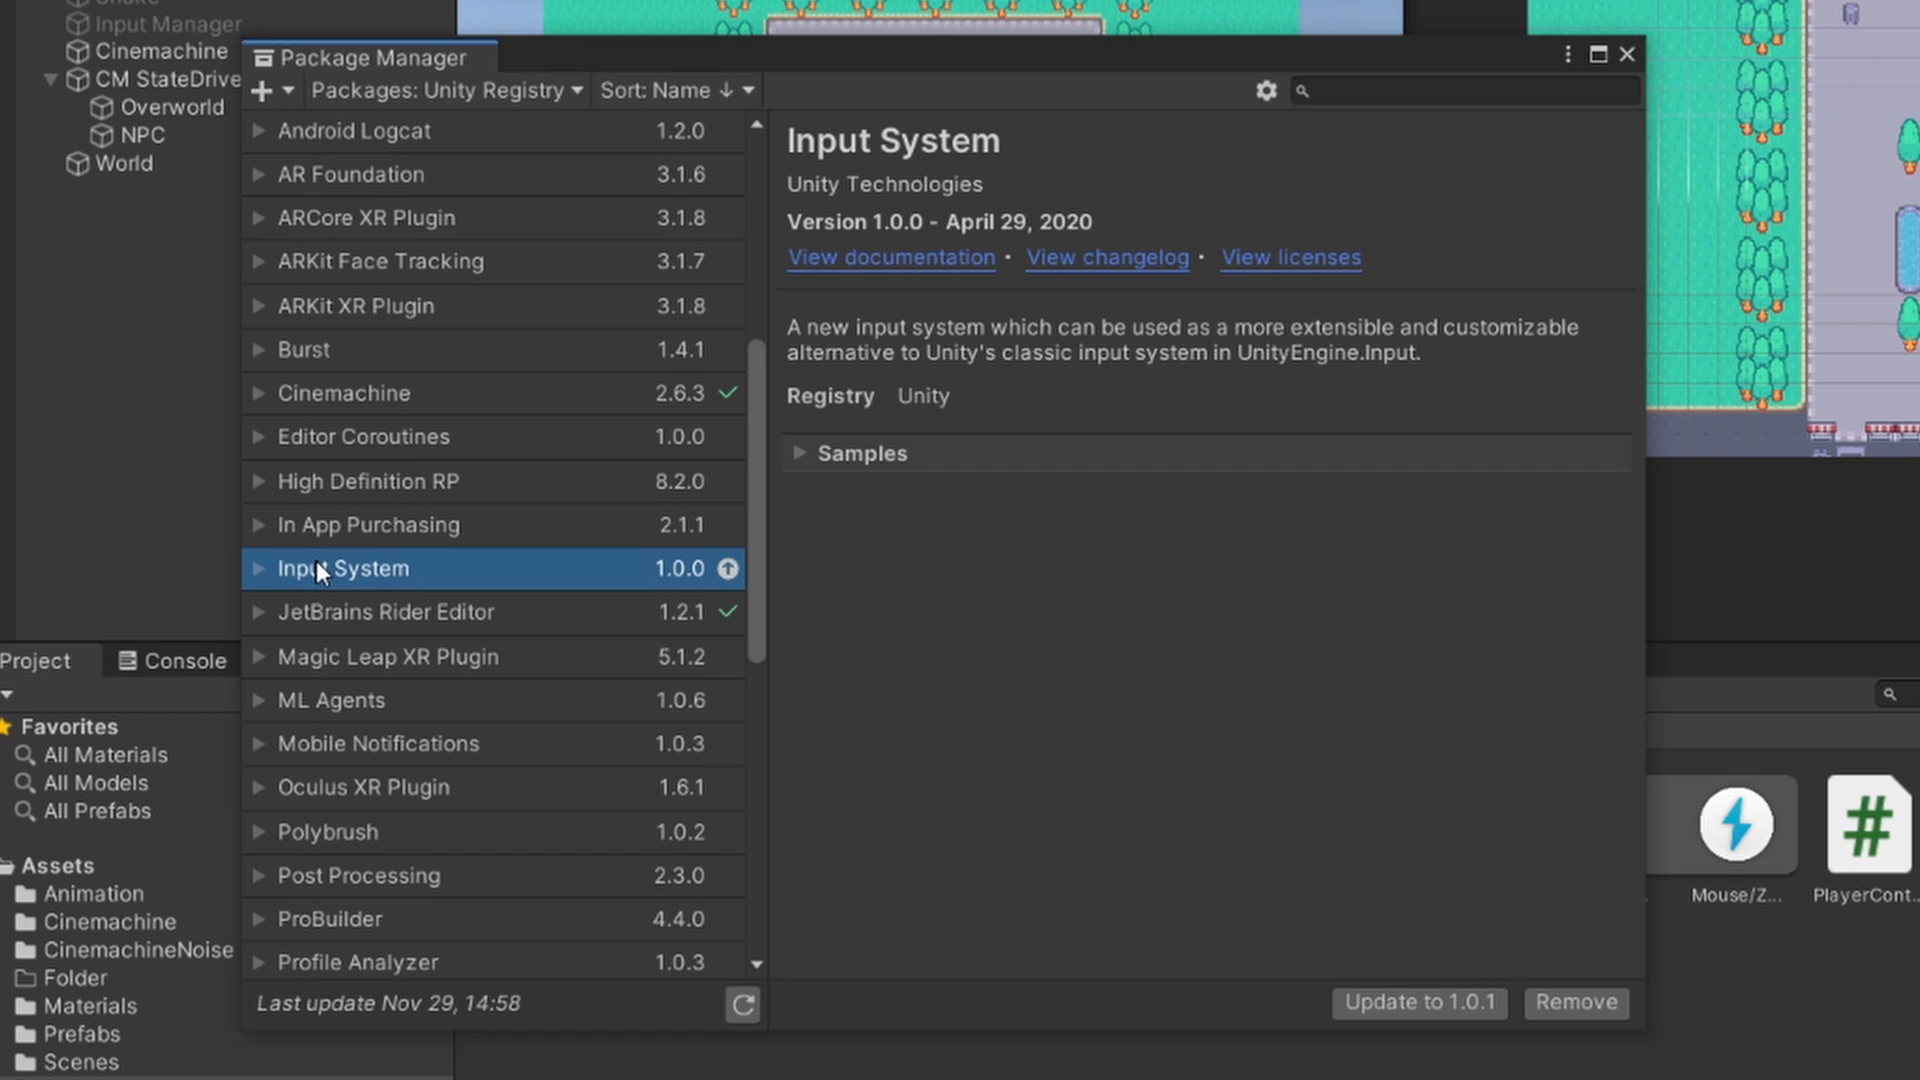 Input Manager
Cinemachine
CM StateDrive
Overworld
NPC
World
Package Manager
Packages: Unity Registry
Sort: Name ↓
Android Logcat 1.2.0
AR Foundation 3.1.6
ARCore XR Plugin 3.1.8
ARKit Face Tracking 3.1.7
ARKit XR Plugin 3.1.8
Burst 1.4.1
Cinemachine 2.6.3
Editor Coroutines 1.0.0
High Definition RP 8.2.0
In App Purchasing 2.1.1
Input System 1.0.0
JetBrains Rider Editor 1.2.1
Magic Leap XR Plugin 5.1.2
ML Agents 1.0.6
Mobile Notifications 1.0.3
Oculus XR Plugin 1.6.1
Polybrush 1.0.2
Post Processing 2.3.0
ProBuilder 4.4.0
Profile Analyzer 1.0.3
Last update Nov 29, 14:58
Input System
Unity Technologies
Version 1.0.0 - April 29, 2020
View documentation • View changelog • View licenses
A new input system which can be used as a more extensible and customizable
alternative to Unity's classic input system in UnityEngine.Input.
Registry Unity
Samples
Update to 1.0.1
Remove
Project
Console
Favorites
All Materials
All Models
All Prefabs
Assets
Animation
Cinemachine
CinemachineNoise
Folder
Materials
Prefabs
Scenes
Mouse/Z...
PlayerCont...